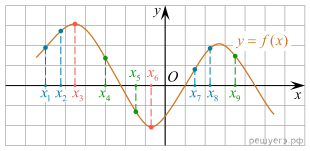 y
y = f(x)
x₅ x₆
O
x₁ x₂ x₃ x₄ x₇ x₈ x₉ x
решуегэ.рф